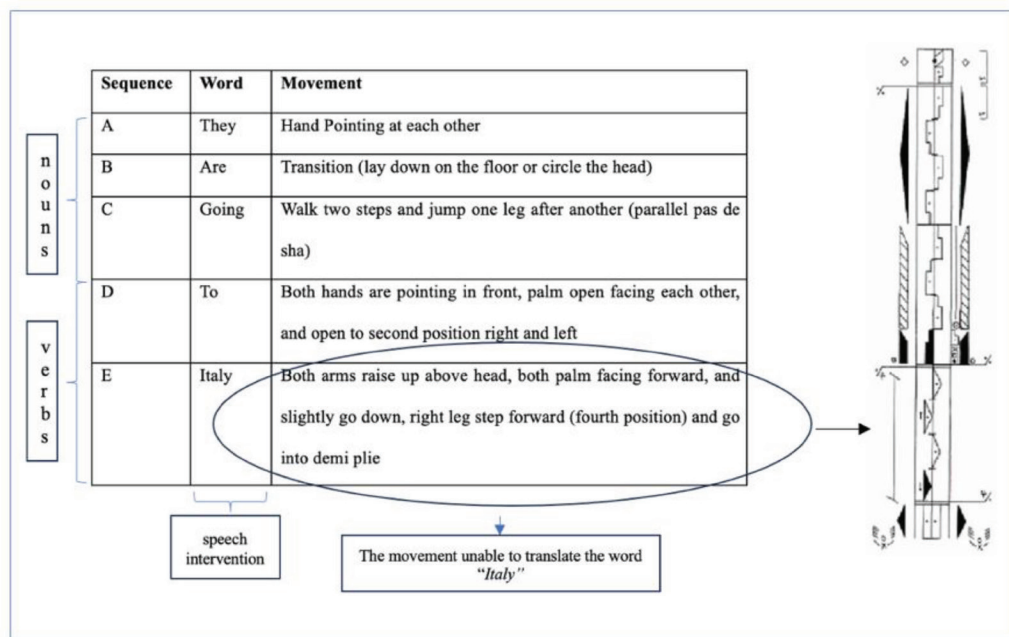 Sequence Word Movement
A They Hand Pointing at each other
B Are Transition (lay down on the floor or circle the head)
C Going Walk two steps and jump one leg after another (parallel pas de
sha)
D To Both hands are pointing in front, palm open facing each other,
and open to second position right and left
E Italy Both arms raise up above head, both palm facing forward, and
slightly go down, right leg step forward (fourth position) and go
into demi plie
nouns
verbs
speech
intervention
The movement unable to translate the word
“Italy”